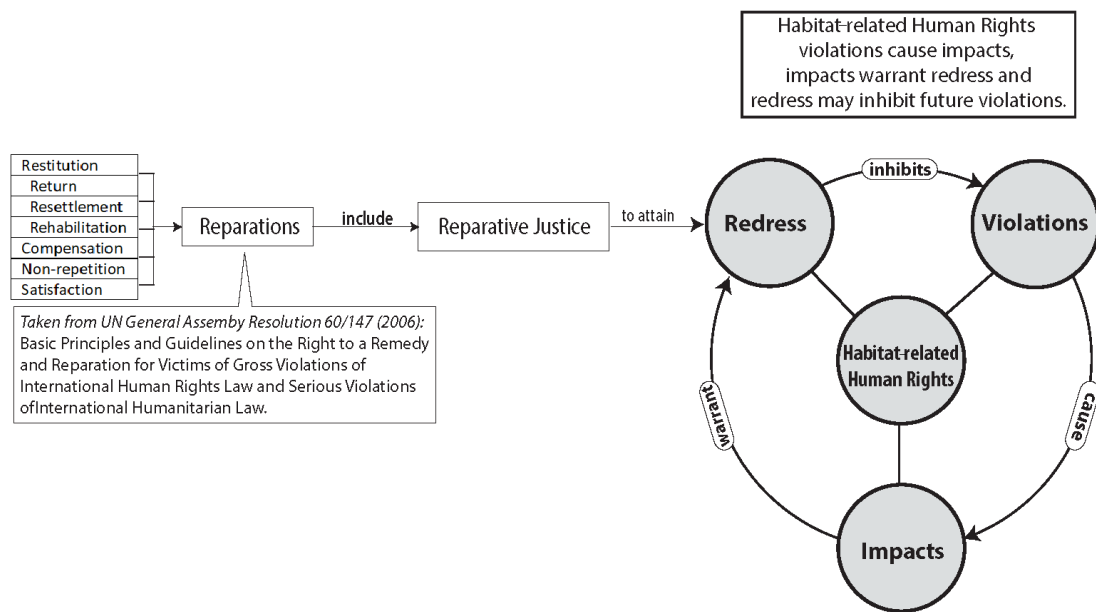 Habitat-related Human Rights
violations cause impacts,
impacts warrant redress and
redress may inhibit future violations.
Restitution
Return
Resettlement
Rehabilitation
Compensation
Non-repetition
Satisfaction
Reparations
include
Reparative Justice
to attain
Redress
inhibits
Violations
Taken from UN General Assemby Resolution 60/147 (2006):
Basic Principles and Guidelines on the Right to a Remedy
and Reparation for Victims of Gross Violations of
International Human Rights Law and Serious Violations
ofInternational Humanitarian Law.
Habitat-related
Human Rights
warrant
cause
Impacts